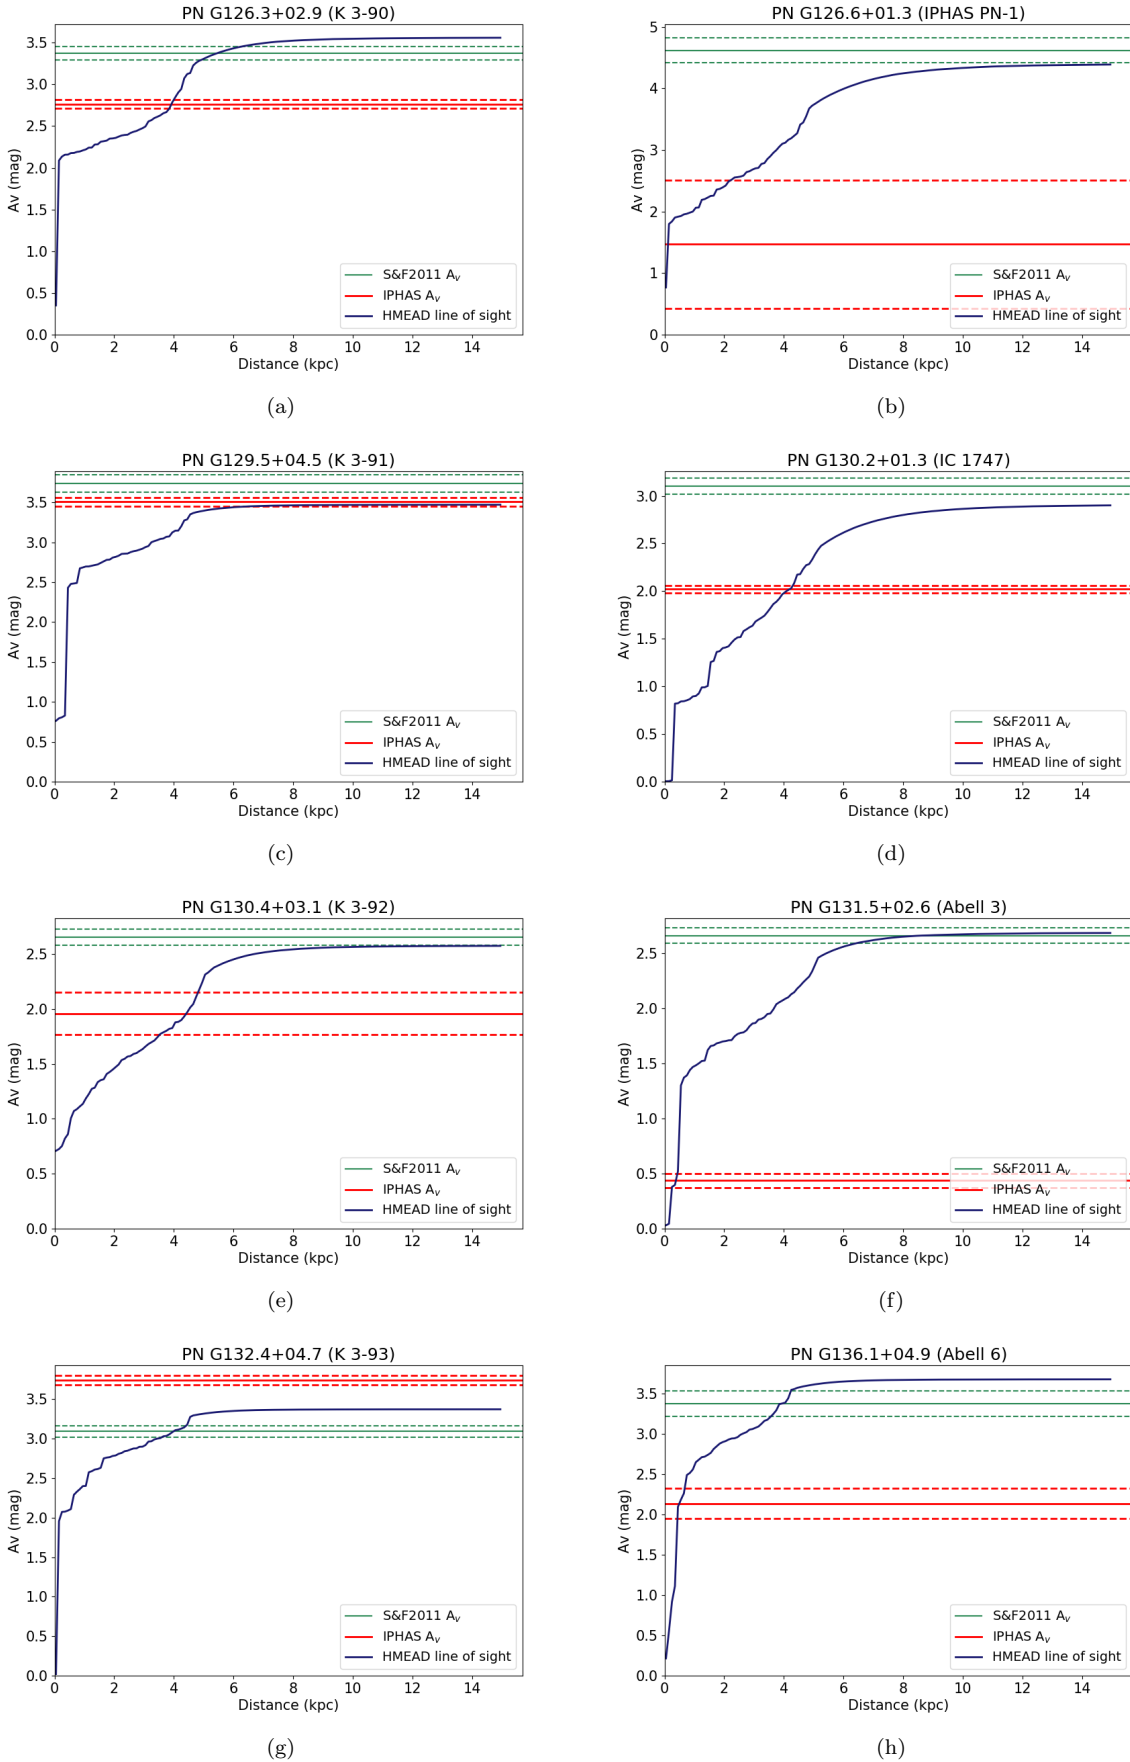 PN G126.3+02.9 (K 3-90)
Av (mag)
3.5
3.0
2.5
2.0
1.5
1.0
0.5
0.0
S&F2011 Aᵥ
IPHAS Aᵥ
HMEAD line of sight
0 2 4 6 8 10 12 14
Distance (kpc)
(a)
PN G126.6+01.3 (IPHAS PN-1)
Av (mag)
5
4
3
2
1
0
S&F2011 Aᵥ
IPHAS Aᵥ
HMEAD line of sight
0 2 4 6 8 10 12 14
Distance (kpc)
(b)
PN G129.5+04.5 (K 3-91)
Av (mag)
3.5
3.0
2.5
2.0
1.5
1.0
0.5
0.0
S&F2011 Aᵥ
IPHAS Aᵥ
HMEAD line of sight
0 2 4 6 8 10 12 14
Distance (kpc)
(c)
PN G130.2+01.3 (IC 1747)
Av (mag)
3.0
2.5
2.0
1.5
1.0
0.5
0.0
S&F2011 Aᵥ
IPHAS Aᵥ
HMEAD line of sight
0 2 4 6 8 10 12 14
Distance (kpc)
(d)
PN G130.4+03.1 (K 3-92)
Av (mag)
2.5
2.0
1.5
1.0
0.5
0.0
S&F2011 Aᵥ
IPHAS Aᵥ
HMEAD line of sight
0 2 4 6 8 10 12 14
Distance (kpc)
(e)
PN G131.5+02.6 (Abell 3)
Av (mag)
2.5
2.0
1.5
1.0
0.5
0.0
S&F2011 Aᵥ
IPHAS Aᵥ
HMEAD line of sight
0 2 4 6 8 10 12 14
Distance (kpc)
(f)
PN G132.4+04.7 (K 3-93)
Av (mag)
3.5
3.0
2.5
2.0
1.5
1.0
0.5
0.0
S&F2011 Aᵥ
IPHAS Aᵥ
HMEAD line of sight
0 2 4 6 8 10 12 14
Distance (kpc)
(g)
PN G136.1+04.9 (Abell 6)
Av (mag)
3.5
3.0
2.5
2.0
1.5
1.0
0.5
0.0
S&F2011 Aᵥ
IPHAS Aᵥ
HMEAD line of sight
0 2 4 6 8 10 12 14
Distance (kpc)
(h)